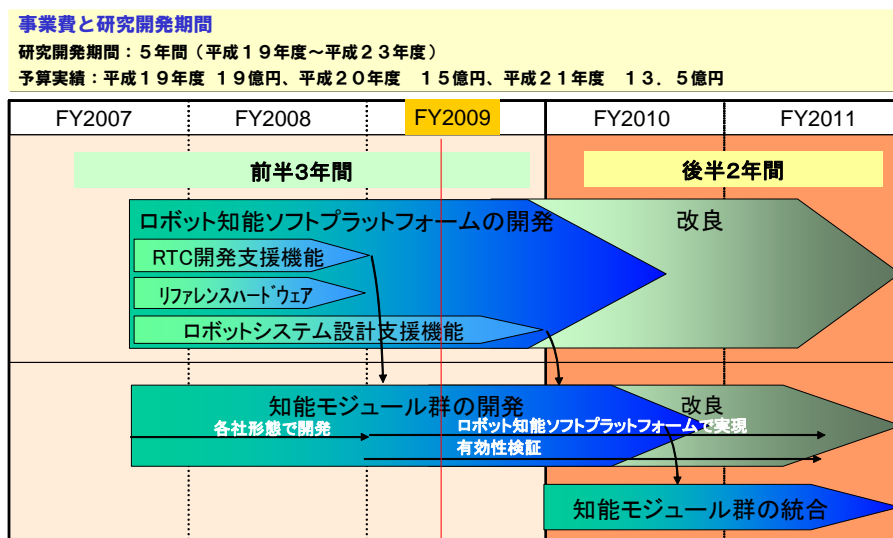 事業費と研究開発期間
研究開発期間：５年間（平成１９年度～平成２３年度）
予算実績：平成１９年度 １９億円、平成２０年度　１５億円、平成２１年度　１３．５億円
FY2007 FY2008 FY2009 FY2010 FY2011
前半３年間 後半２年間
ロボット知能ソフトプラットフォームの開発 改良
RTC開発支援機能
リファレンスハードウェア
ロボットシステム設計支援機能
知能モジュール群の開発 改良
各社形態で開発 ロボット知能ソフトプラットフォームで実現
有効性検証
知能モジュール群の統合